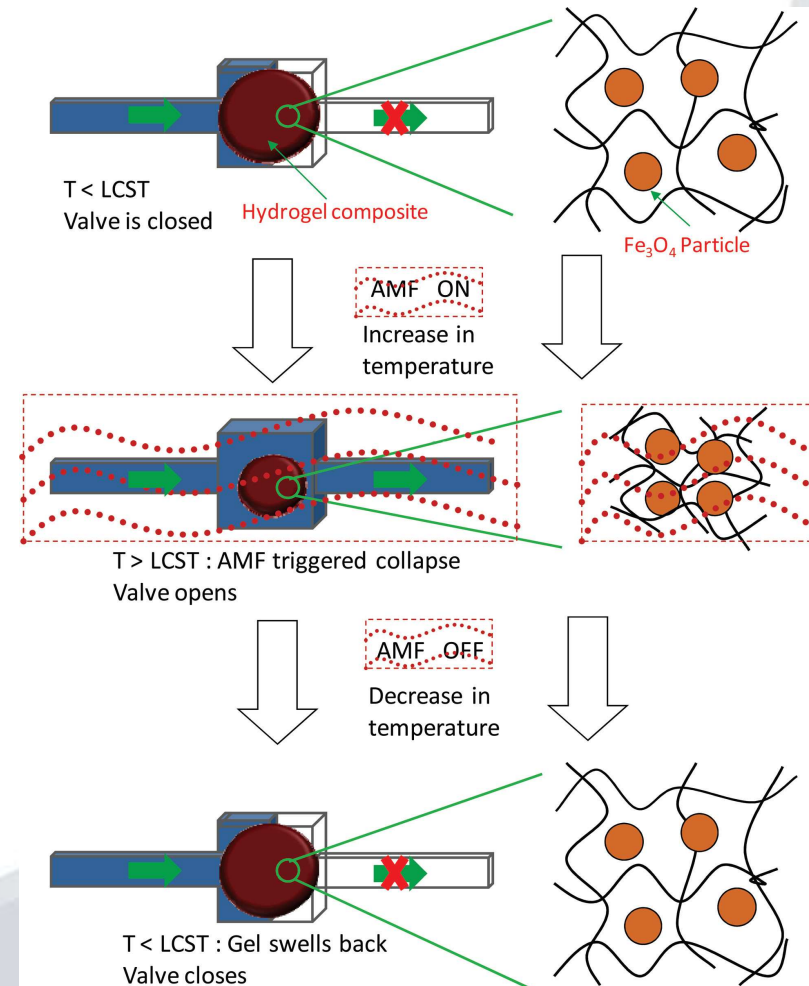 T < LCST
Valve is closed
Hydrogel composite
Fe₃O₄ Particle
AMF ON
Increase in
temperature
T > LCST : AMF triggered collapse
Valve opens
AMF OFF
Decrease in
temperature
T < LCST : Gel swells back
Valve closes